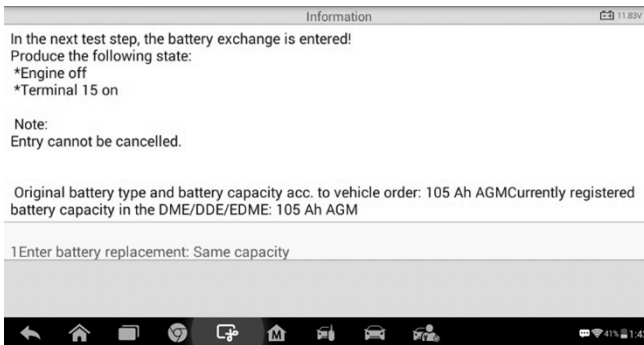 Information
11.83V
In the next test step, the battery exchange is entered!
Produce the following state:
*Engine off
*Terminal 15 on
Note:
Entry cannot be cancelled.
Original battery type and battery capacity acc. to vehicle order: 105 Ah AGMCurrently registered
battery capacity in the DME/DDE/EDME: 105 Ah AGM
1Enter battery replacement: Same capacity
M
41%